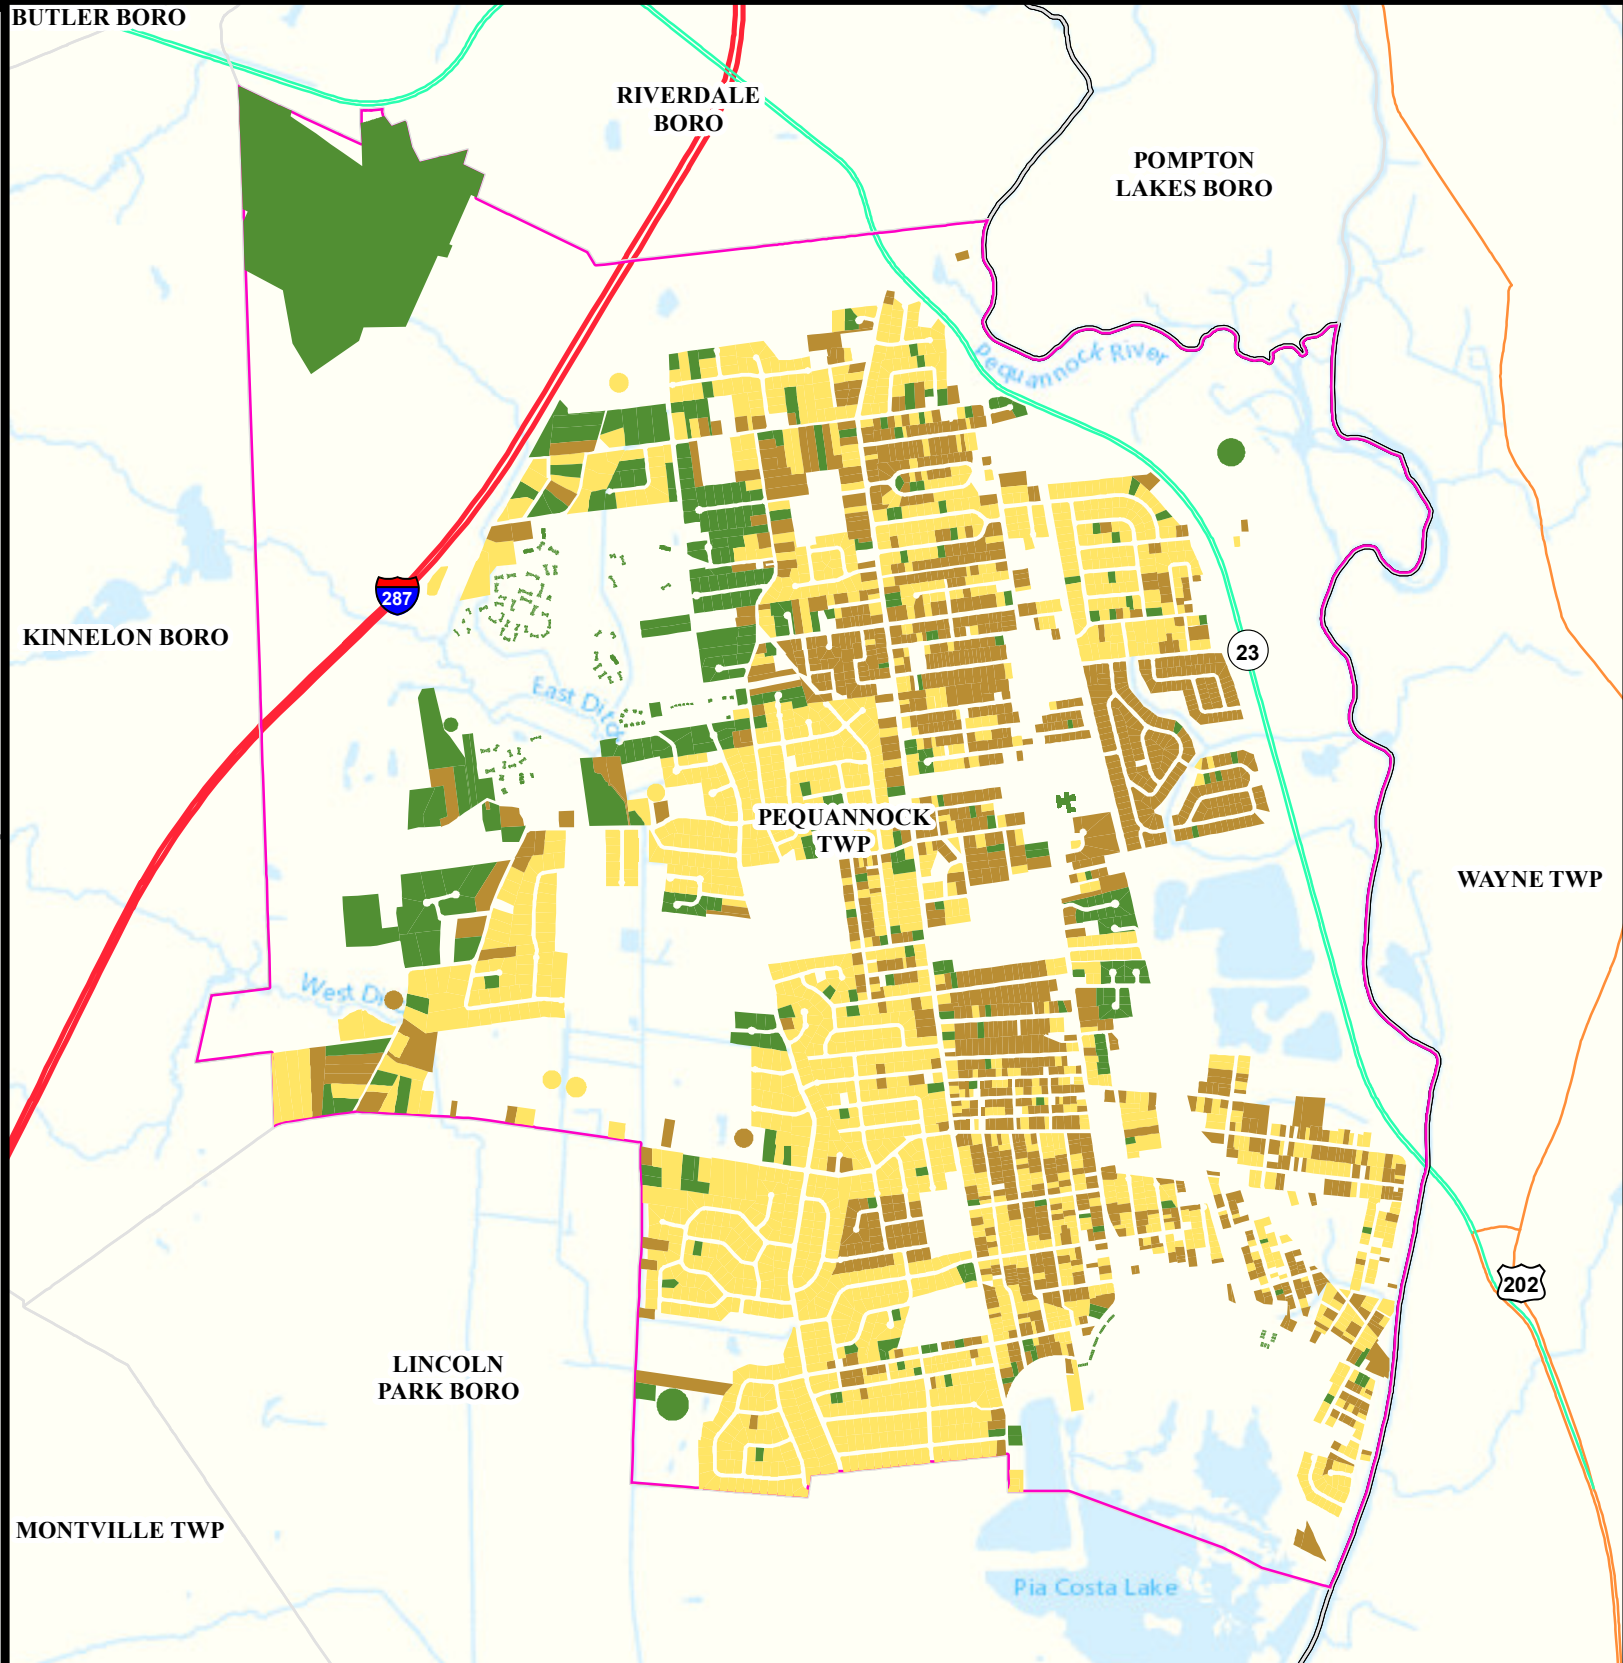 BUTLER BORO
RIVERDALE
BORO
POMPTON
LAKES BORO
Pequannock River
287
KINNELON BORO
23
East Ditch
PEQUANNOCK
TWP
WAYNE TWP
West Di
202
LINCOLN
PARK BORO
MONTVILLE TWP
Pia Costa Lake